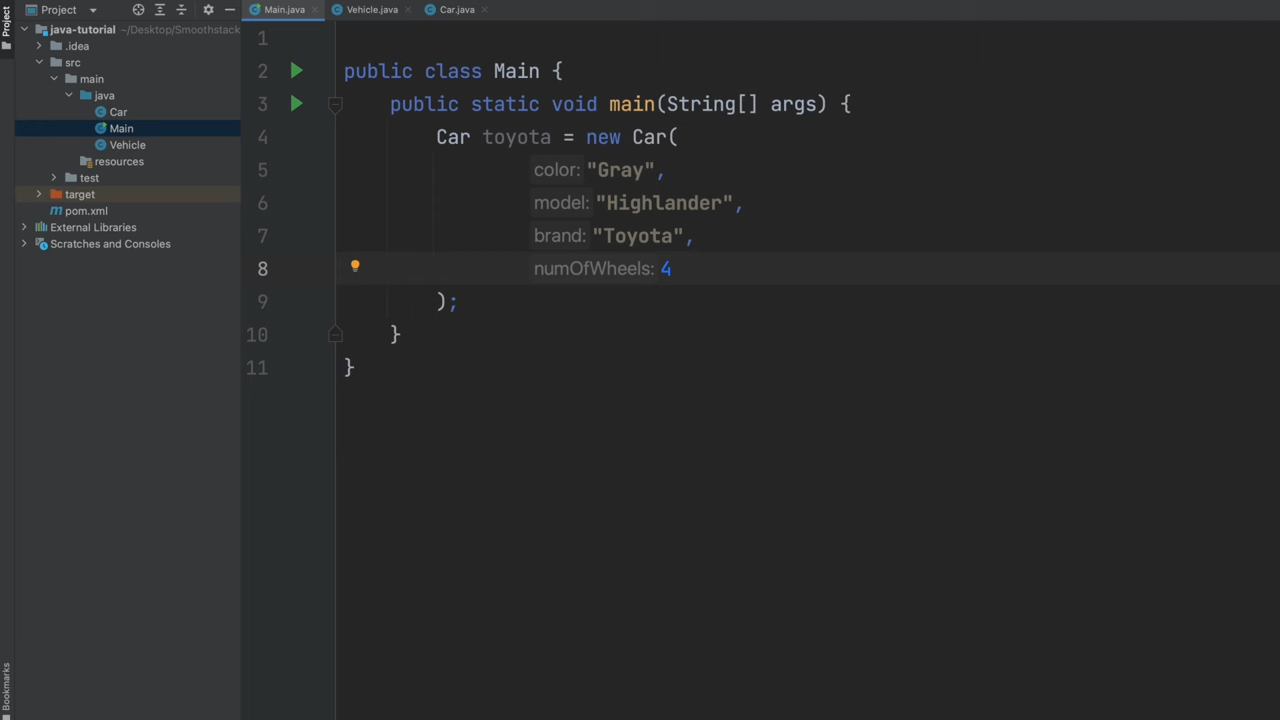 Project
Main.java
Vehicle.java
Car.java
Project
java-tutorial ~/Desktop/Smoothstack
.idea
src
main
java
Car
Main
Vehicle
resources
test
target
pom.xml
External Libraries
Scratches and Consoles
Bookmarks
1
2 public class Main {
3 public static void main(String[] args) {
4 Car toyota = new Car(
5 color: "Gray",
6 model: "Highlander",
7 brand: "Toyota",
8 numOfWheels: 4
9 );
10 }
11 }